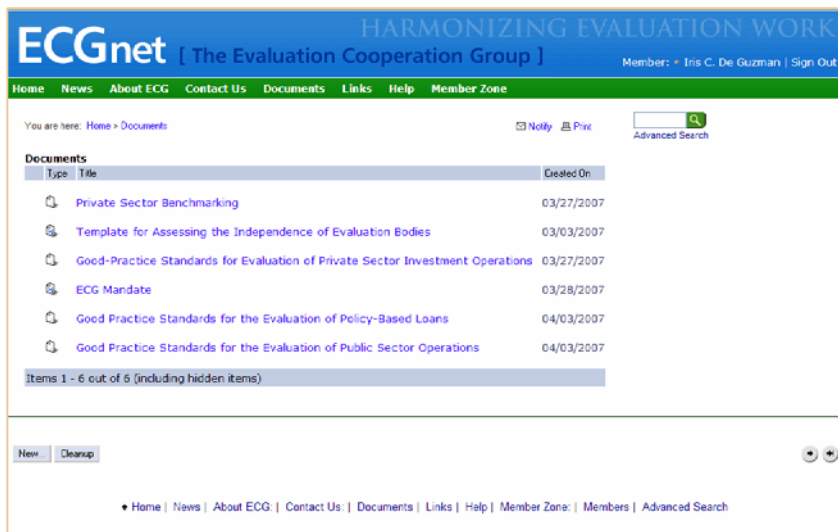 HARMONIZING EVALUATION WORK
ECGnet [ The Evaluation Cooperation Group ]
Member: Iris C. De Guzman | Sign Out
Home News About ECG Contact Us Documents Links Help Member Zone
You are here: Home > Documents Notify Print
Advanced Search
Documents
Type Title Created On
Private Sector Benchmarking 03/27/2007
Template for Assessing the Independence of Evaluation Bodies 03/03/2007
Good-Practice Standards for Evaluation of Private Sector Investment Operations 03/27/2007
ECG Mandate 03/28/2007
Good Practice Standards for the Evaluation of Policy-Based Loans 04/03/2007
Good Practice Standards for the Evaluation of Public Sector Operations 04/03/2007
Items 1 - 6 out of 6 (including hidden items)
New... Cleanup
Home | News | About ECG: | Contact Us: | Documents | Links | Help | Member Zone: | Members | Advanced Search